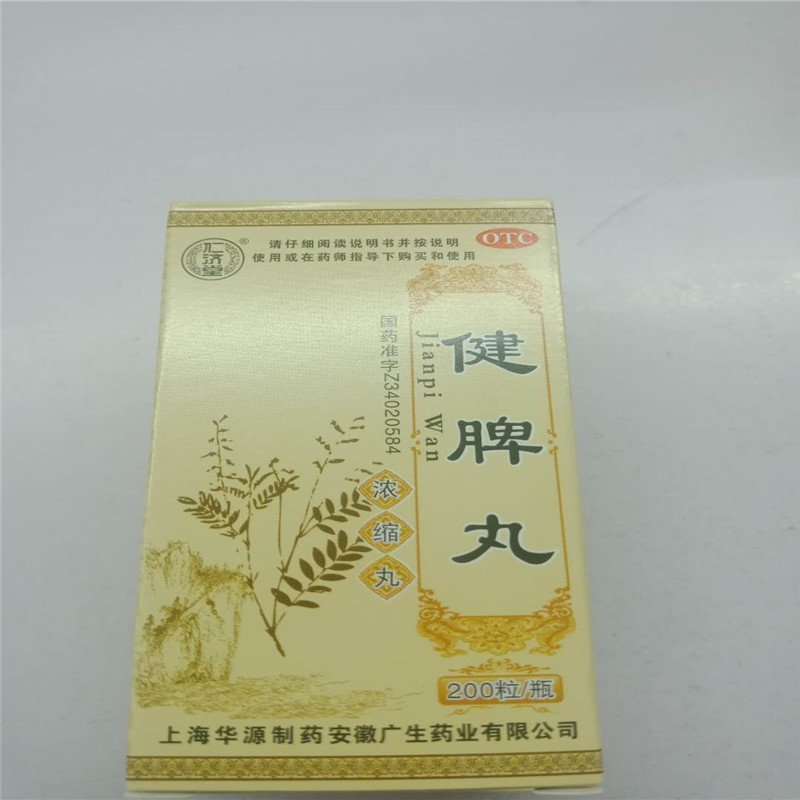 仁济堂®
请仔细阅读说明书并按说明
使用或在药师指导下购买和使用
OTC
健脾丸
Jianpi Wan
国药准字Z34020584
浓缩丸
200粒/瓶
上海华源制药安徽广生药业有限公司